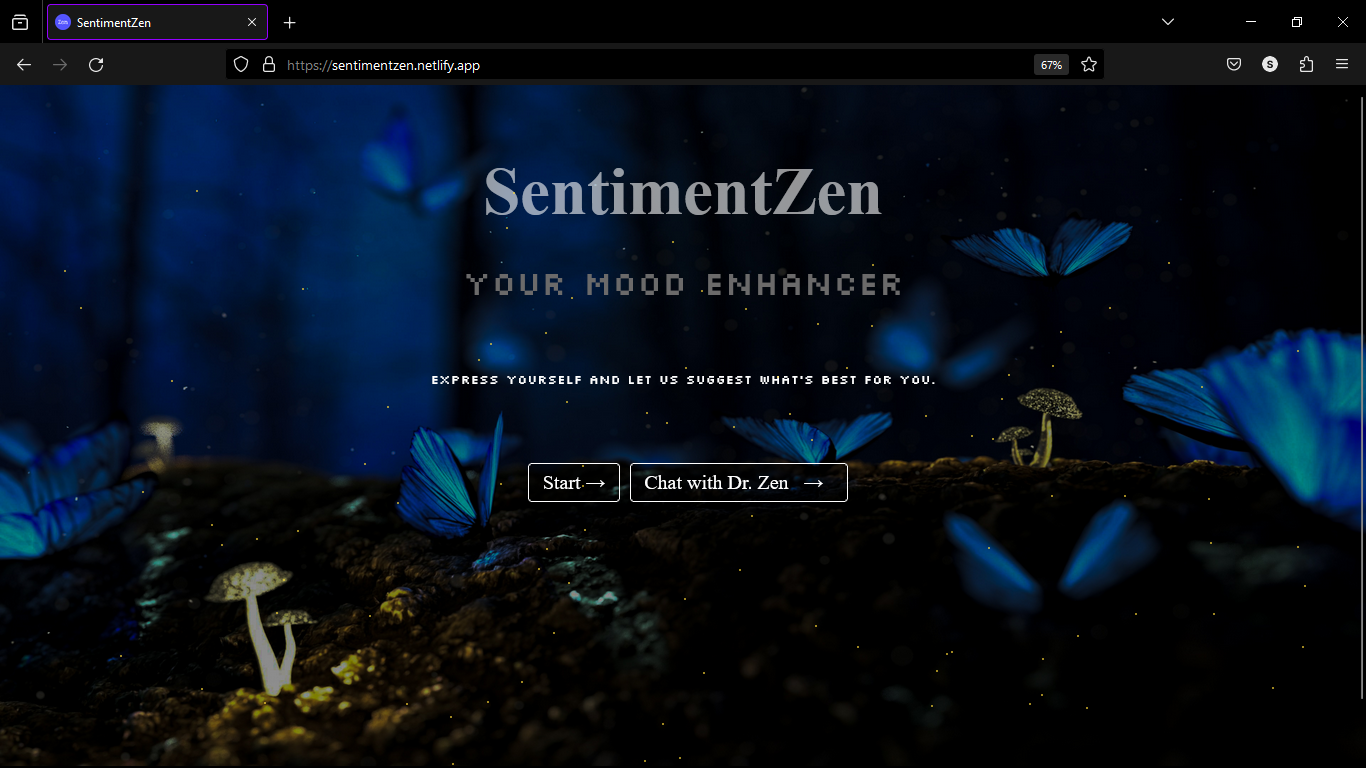 SentimentZen
https://sentimentzen.netlify.app
67%
S
SentimentZen
YOUR MOOD ENHANCER
EXPRESS YOURSELF AND LET US SUGGEST WHAT'S BEST FOR YOU.
Start →
Chat with Dr. Zen →